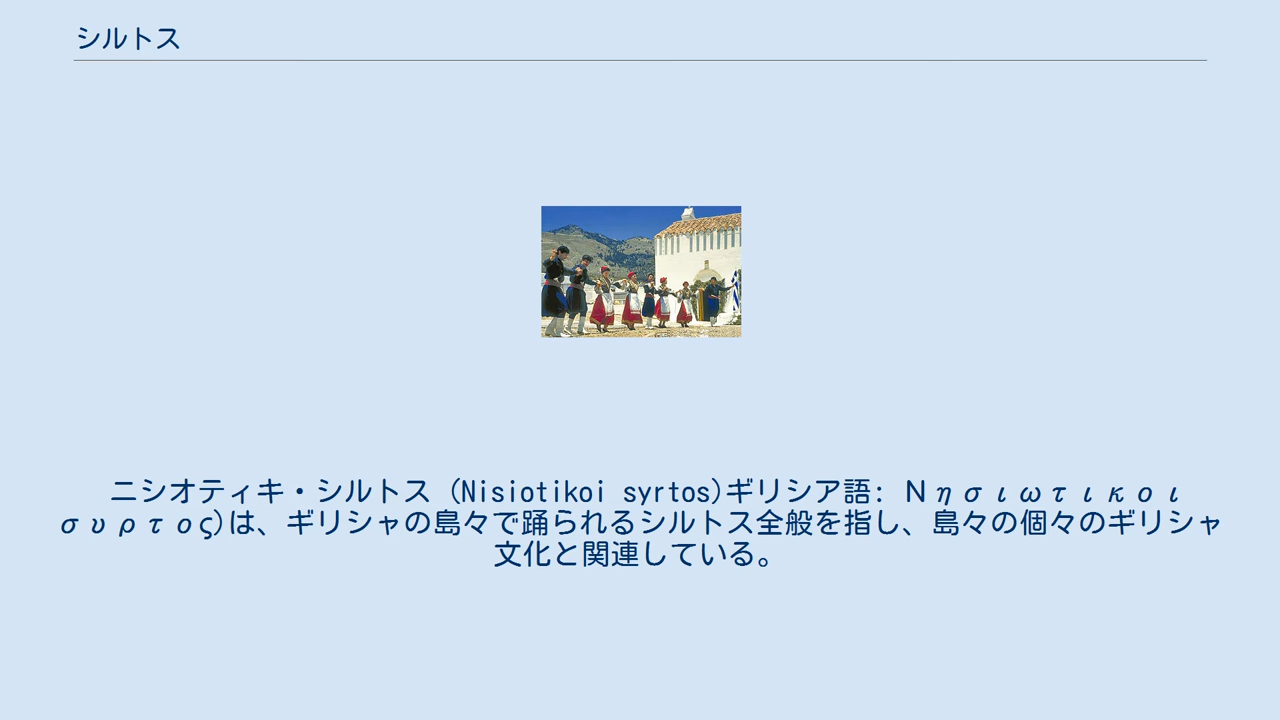 シルトス
ニシオティキ・シルトス (Nisiotikoi syrtos)ギリシア語: Νησιωτικοι
συρτος)は、ギリシャの島々で踊られるシルトス全般を指し、島々の個々のギリシャ
文化と関連している。